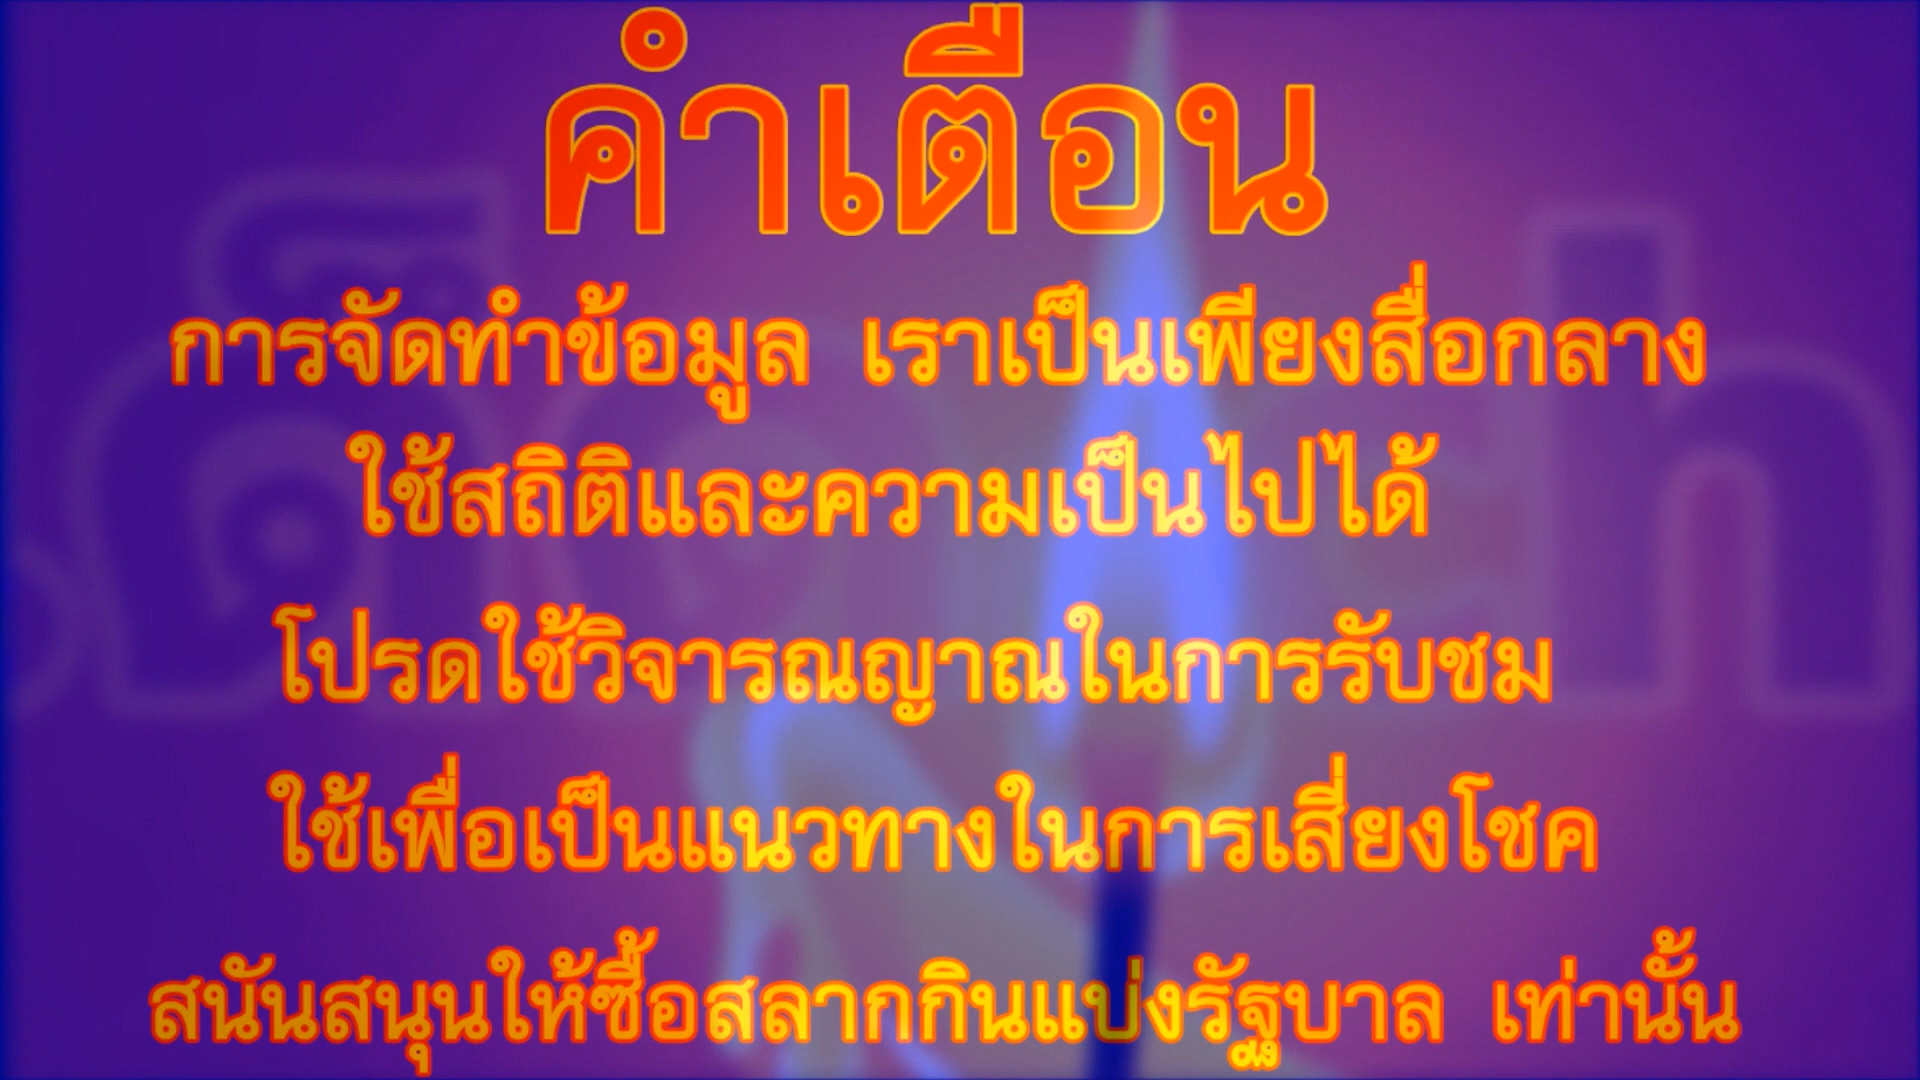 คำเตือน
การจัดทำข้อมูล เราเป็นเพียงสื่อกลาง
ใช้สถิติและความเป็นไปได้
โปรดใช้วิจารณญาณในการรับชม
ใช้เพื่อเป็นแนวทางในการเสี่ยงโชค
สนันสนุนให้ซื้อสลากกินแบ่งรัฐบาล เท่านั้น